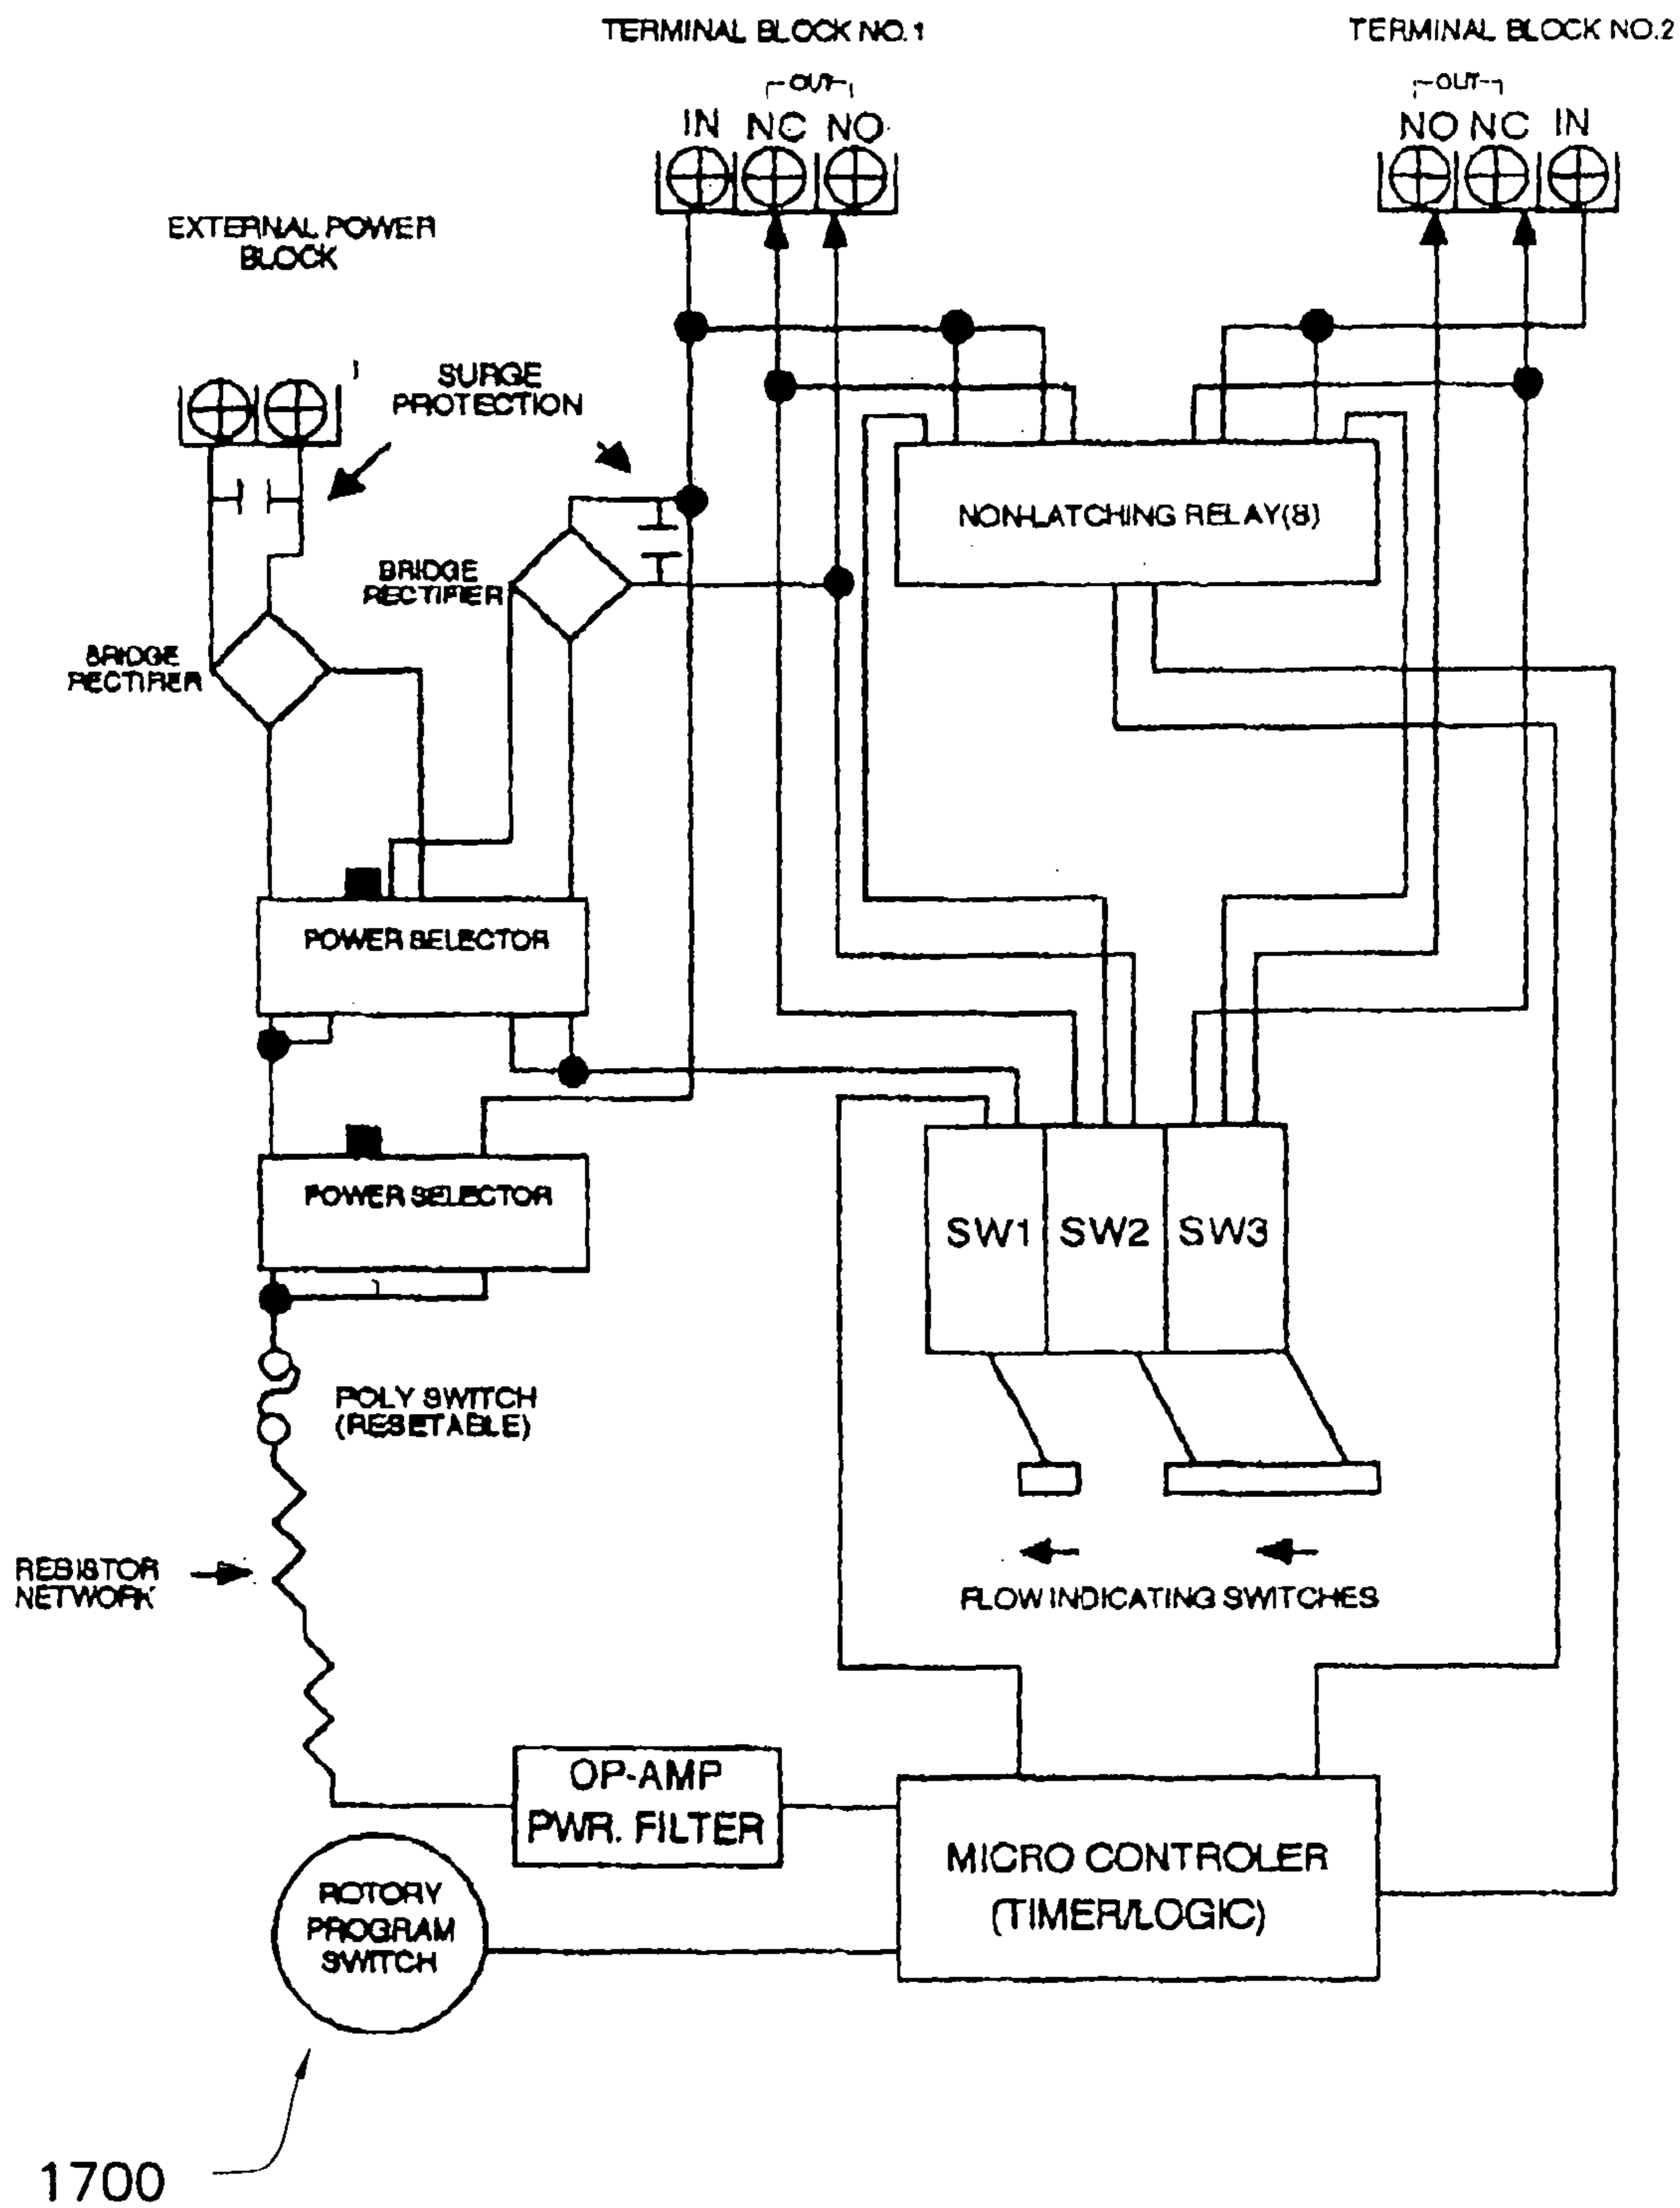 TERMINAL BLOCK NO. 1
TERMINAL BLOCK NO.2
OUT
OUT
IN NC NO
NO NC IN
EXTERNAL POWER
BLOCK
SURGE
PROTECTION
NON-LATCHING RELAY(S)
BRIDGE
RECTIFIER
BRIDGE
RECTIFIER
POWER SELECTOR
POWER SELECTOR
SW1 SW2 SW3
POLY SWITCH
(RESETABLE)
RESISTOR
NETWORK
FLOW INDICATING SWITCHES
OP-AMP
PWR. FILTER
MICRO CONTROLER
(TIMER/LOGIC)
ROTORY
PROGRAM
SWITCH
1700